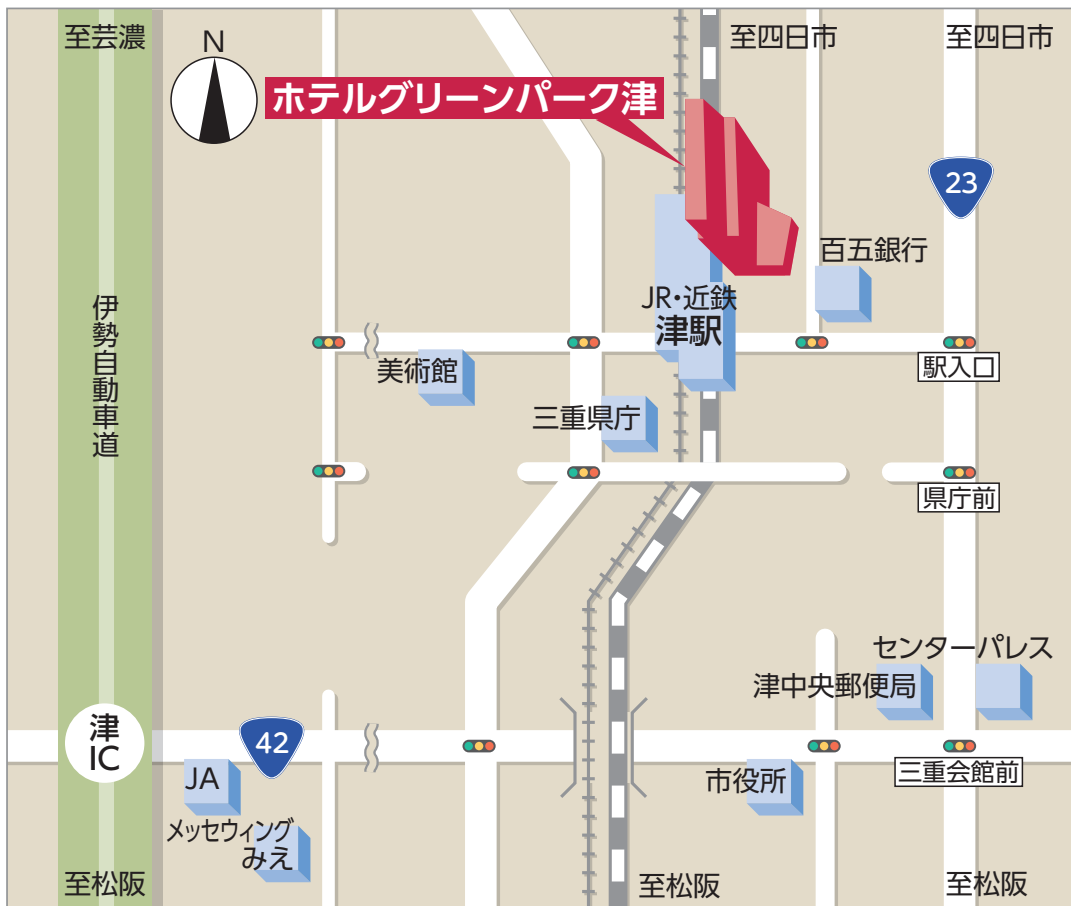 至芸濃
N
至四日市
至四日市
ホテルグリーンパーク津
23
百五銀行
伊勢自動車道
JR・近鉄
津駅
美術館
駅入口
三重県庁
県庁前
センターパレス
津中央郵便局
津
IC
42
JA
市役所
三重会館前
メッセウィング
みえ
至松阪
至松阪
至松阪